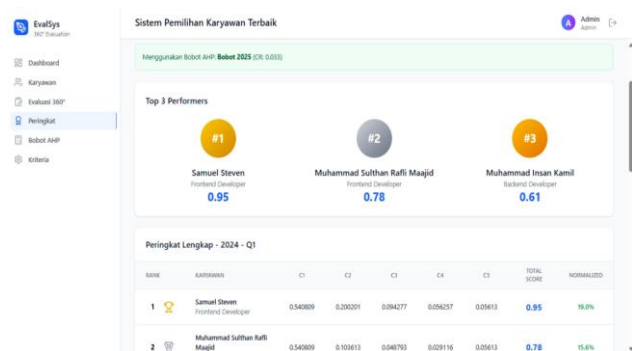 EvalSys
360° Evaluation
Sistem Pemilihan Karyawan Terbaik
A
Admin
Admin
Dashboard
Karyawan
Evaluasi 360°
Peringkat
Bobot AHP
Kriteria
Menggunakan Bobot AHP: Bobot 2025 (CR: 0.033)
Top 3 Performers
#1
Samuel Steven
Frontend Developer
0.95
#2
Muhammad Sulthan Rafli Maajid
Frontend Developer
0.78
#3
Muhammad Insan Kamil
Backend Developer
0.61
Peringkat Lengkap - 2024 - Q1
RANK KARYAWAN C1 C2 C3 C4 C5 TOTAL SCORE NORMALIZED
1 Samuel Steven 0.540809 0.200201 0.094277 0.056257 0.05613 0.95 19.0%
Frontend Developer
2 Muhammad Sulthan Rafli Maajid 0.540809 0.103613 0.048793 0.029116 0.05613 0.78 15.6%